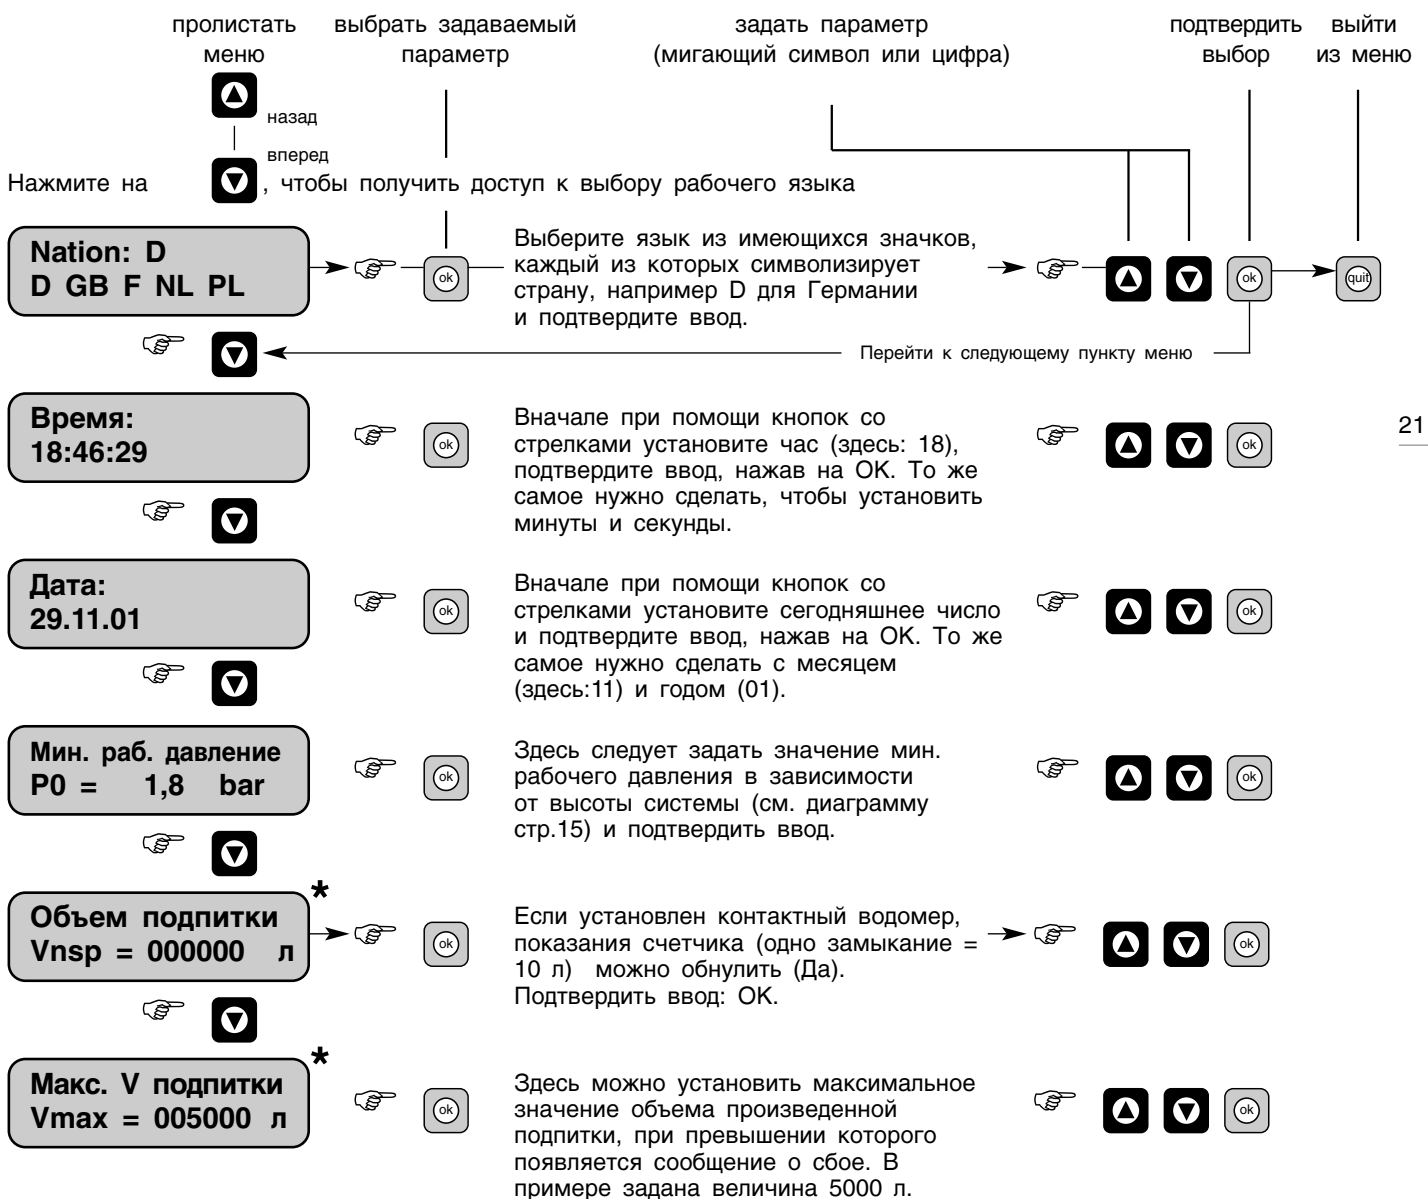 пролистать
меню
выбрать задаваемый
параметр
задать параметр
(мигающий символ или цифра)
подтвердить
выбор
выйти
из меню
назад
вперед
Нажмите на , чтобы получить доступ к выбору рабочего языка
Nation: D
D GB F NL PL
ok
Выберите язык из имеющихся значков,
каждый из которых символизирует
страну, например D для Германии
и подтвердите ввод.
ok
quit
Перейти к следующему пункту меню
Время:
18:46:29
ok
Вначале при помощи кнопок со
стрелками установите час (здесь: 18),
подтвердите ввод, нажав на ОК. То же
самое нужно сделать, чтобы установить
минуты и секунды.
ok
21
Дата:
29.11.01
ok
Вначале при помощи кнопок со
стрелками установите сегодняшнее число
и подтвердите ввод, нажав на ОК. То же
самое нужно сделать с месяцем
(здесь:11) и годом (01).
ok
Мин. раб. давление
P0 = 1,8 bar
ok
Здесь следует задать значение мин.
рабочего давления в зависимости
от высоты системы (см. диаграмму
стр.15) и подтвердить ввод.
ok
Объем подпитки *
Vnsp = 000000 л
ok
Если установлен контактный водомер,
показания счетчика (одно замыкание =
10 л) можно обнулить (Да).
Подтвердить ввод: ОК.
ok
Макс. V подпитки *
Vmax = 005000 л
ok
Здесь можно установить максимальное
значение объема произведенной
подпитки, при превышении которого
появляется сообщение о сбое. В
примере задана величина 5000 л.
ok